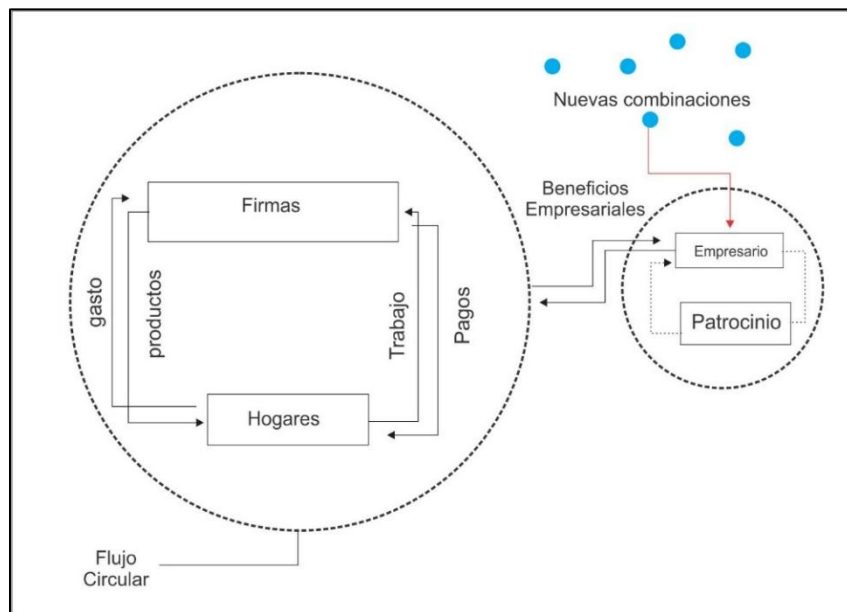 Nuevas combinaciones
Beneficios
Empresariales
Firmas
Empresario
gasto
productos
Trabajo
Pagos
Patrocinio
Hogares
Flujo
Circular